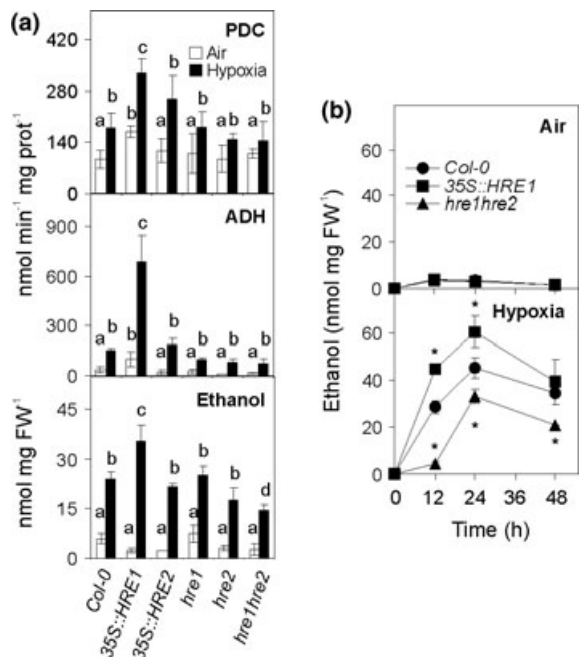 (a)
PDC
420
280
140
0
Air
Hypoxia
a b b c a b a b a b a b
nmol min⁻¹ mg prot⁻¹
ADH
900
600
300
0
a b b c a b a b a b a b
Ethanol
45
30
15
0
nmol mg FW⁻¹
a b a c a b a b a b a d
Col-0
35S::HRE1
35S::HRE2
hre1
hre2
hre1hre2
(b)
Air
60
40
20
0
Col-0
35S::HRE1
hre1hre2
Ethanol (nmol mg FW⁻¹)
Hypoxia
60
40
20
0
* * * * *
0 12 24 36 48
Time (h)